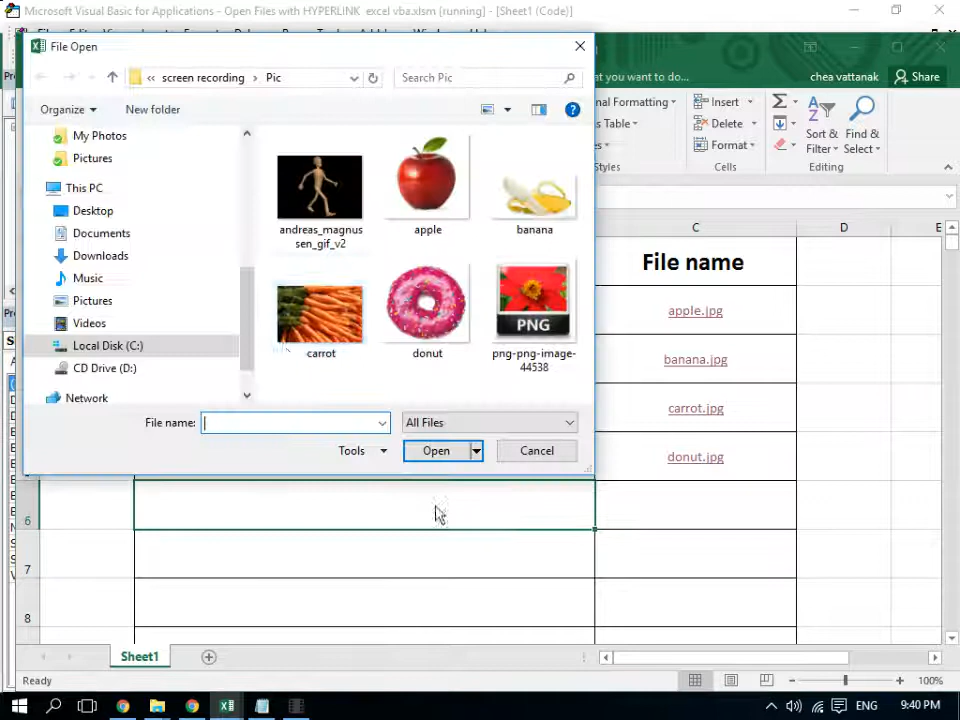 Microsoft Visual Basic for Applications - Open Files with HYPERLINK excel vba.xlsm [running] - [Sheet1 (Code)]
File Open
screen recording > Pic
Search Pic
what you want to do...
chea vattanak
Share
Organize
New folder
My Photos
Pictures
This PC
Desktop
Documents
Downloads
Music
Pictures
Videos
Local Disk (C:)
CD Drive (D:)
Network
andreas_magnus
sen_gif_v2
apple
banana
carrot
donut
PNG
png-png-image-
44538
File name:
All Files
Tools
Open
Cancel
nal Formatting
Table
Styles
Insert
Delete
Format
Cells
Sort &
Filter
Find &
Select
Editing
C
D
E
File name
apple.jpg
banana.jpg
carrot.jpg
donut.jpg
6
7
8
Sheet1
Ready
100%
ENG
9:40 PM